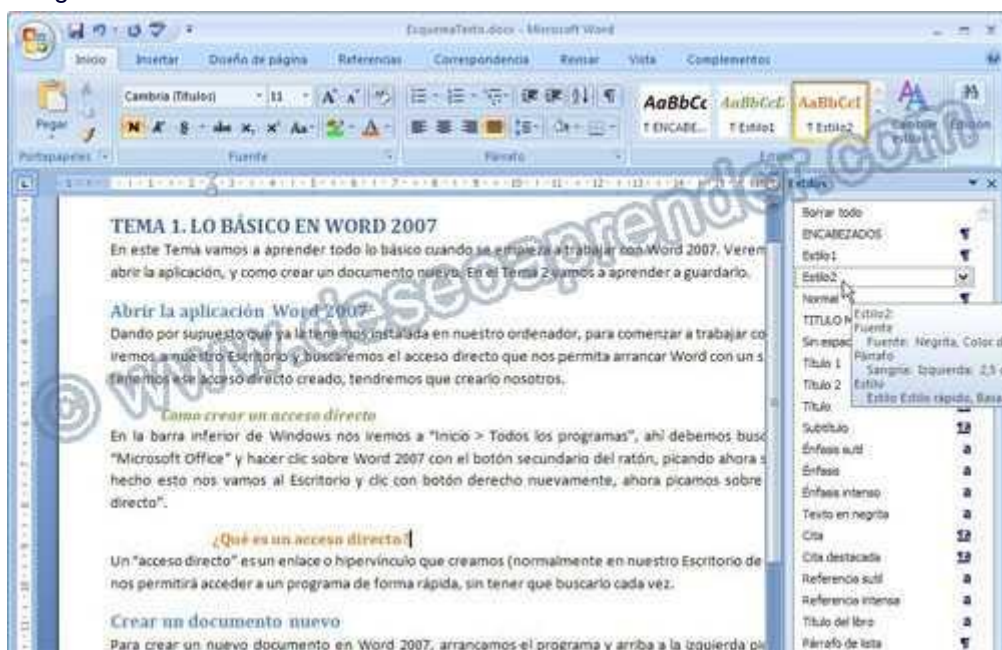 EsquemaTexto.docx - Microsoft Word
Inicio Insertar Diseño de página Referencias Correspondencia Revisar Vista Complementos
Cambria (Títulos) 11
Pegar
N K S abc x, x' Aa
AaBbCc AaBbCcL AaBbCcI
¶ ENCABE... ¶ Estilo1 ¶ Estilo2
Cambiar Edición
Portapapeles Fuente Párrafo
© www.deseoaprender.com
TEMA 1. LO BÁSICO EN WORD 2007
En este Tema vamos a aprender todo lo básico cuando se empieza a trabajar con Word 2007. Verem
abrir la aplicación, y como crear un documento nuevo. En el Tema 2 vamos a aprender a guardarlo.
Abrir la aplicación Word 2007
Dando por supuesto que ya la tenemos instalada en nuestro ordenador, para comenzar a trabajar co
iremos a nuestro Escritorio y buscaremos el acceso directo que nos permita arrancar Word con un s
tenemos ese acceso directo creado, tendremos que crearlo nosotros.
Como crear un acceso directo
En la barra inferior de Windows nos iremos a "Inicio > Todos los programas", ahí debemos busc
"Microsoft Office" y hacer clic sobre Word 2007 con el botón secundario del ratón, picando ahora s
hecho esto nos vamos al Escritorio y clic con botón derecho nuevamente, ahora picamos sobre
directo".
¿Qué es un acceso directo?
Un "acceso directo" es un enlace o hipervínculo que creamos (normalmente en nuestro Escritorio de
nos permitirá acceder a un programa de forma rápida, sin tener que buscarlo cada vez.
Crear un documento nuevo
Para crear un nuevo documento en Word 2007, arrancamos el programa y arriba a la izquierda pic
Estilos
Borrar todo
ENCABEZADOS
Estilo1
Estilo2
Normal
TITULO
Sin espac
Título 1
Título 2
Título
Subtítulo
Énfasis sutil
Énfasis
Énfasis intenso
Texto en negrita
Cita
Cita destacada
Referencia sutil
Referencia intensa
Título del libro
Párrafo de lista
Estilo2:
Fuente
Fuente: Negrita, Color d
Párrafo
Sangría: Izquierda: 2,5
Estilo
Estilo Estilo rápido, Basa